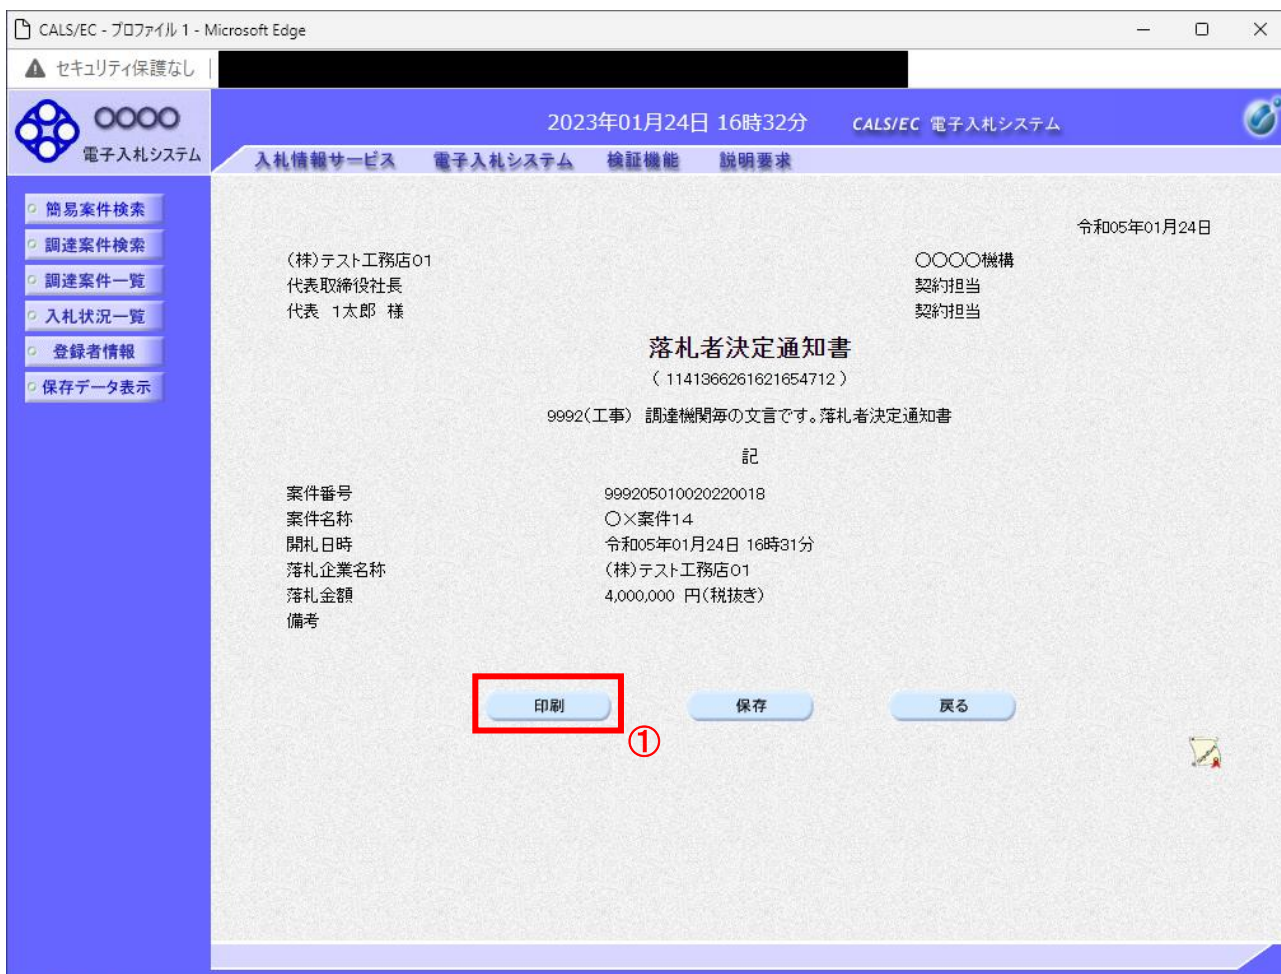 CALS/EC - プロファイル 1 - Microsoft Edge
セキュリティ保護なし
〇〇〇〇
電子入札システム
2023年01月24日 16時32分 CALS/EC 電子入札システム
入札情報サービス 電子入札システム 検証機能 説明要求
簡易案件検索
調達案件検索
調達案件一覧
入札状況一覧
登録者情報
保存データ表示
令和05年01月24日
(株)テスト工務店01
代表取締役社長
代表 1太郎 様
〇〇〇〇機構
契約担当
契約担当
落札者決定通知書
( 1141366261621654712 )
9992(工事) 調達機関毎の文言です。落札者決定通知書
記
案件番号 999205010020220018
案件名称 〇×案件14
開札日時 令和05年01月24日 16時31分
落札企業名称 (株)テスト工務店01
落札金額 4,000,000 円(税抜き)
備考
印刷 保存 戻る
①